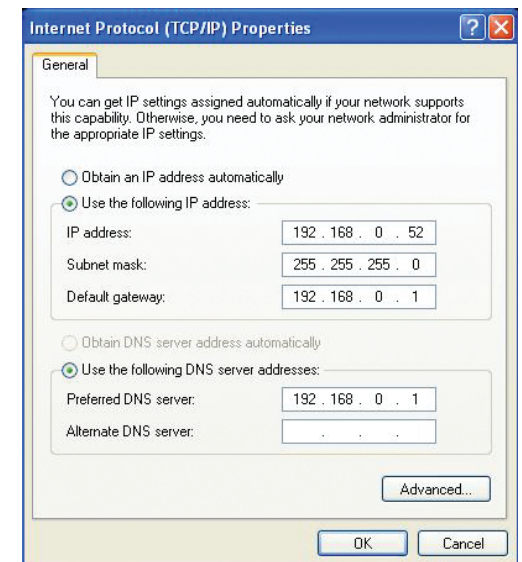 Internet Protocol (TCP/IP) Properties
General
You can get IP settings assigned automatically if your network supports
this capability. Otherwise, you need to ask your network administrator for
the appropriate IP settings.
Obtain an IP address automatically
Use the following IP address:
IP address: 192 . 168 . 0 . 52
Subnet mask: 255 . 255 . 255 . 0
Default gateway: 192 . 168 . 0 . 1
Obtain DNS server address automatically
Use the following DNS server addresses:
Preferred DNS server: 192 . 168 . 0 . 1
Alternate DNS server: . . .
Advanced...
OK Cancel